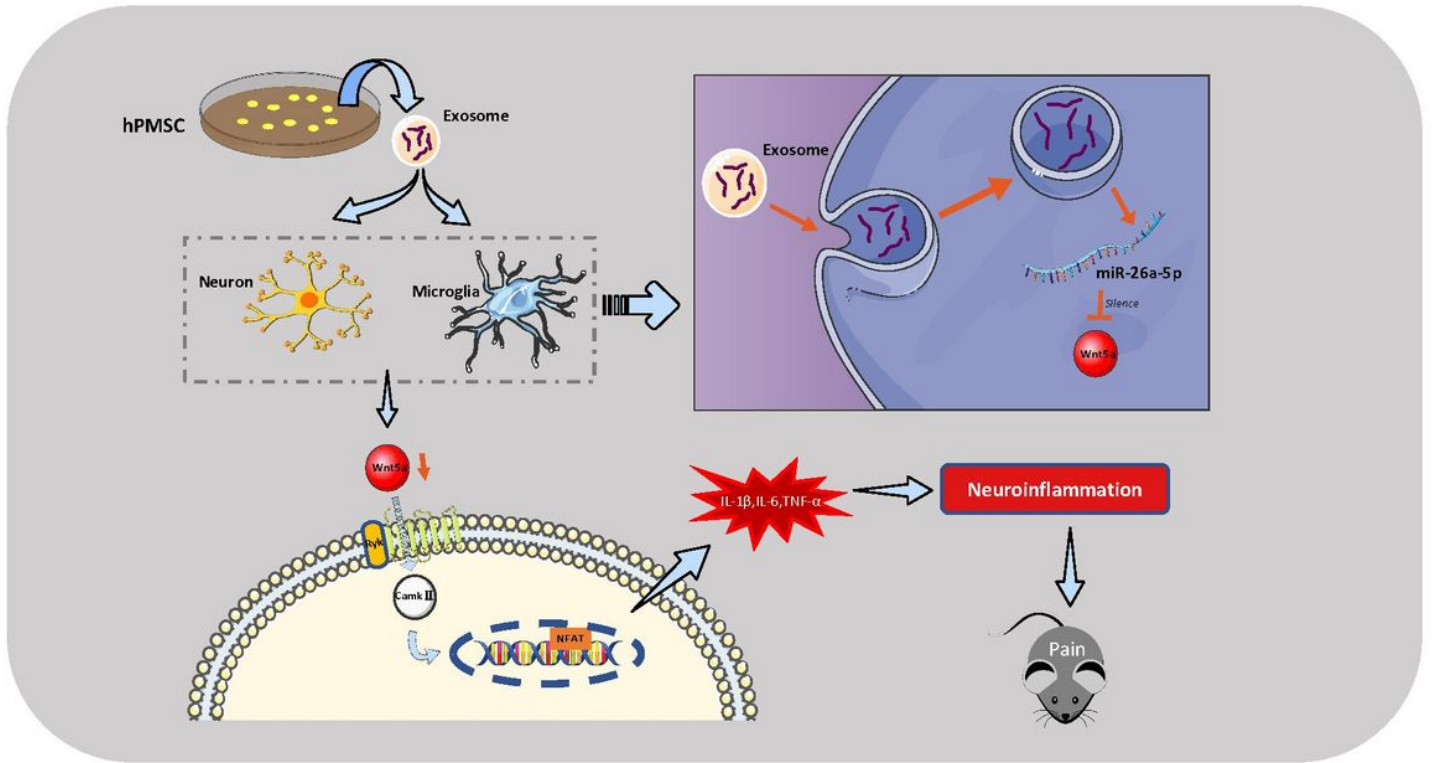 hPMSC
Exosome
Exosome
Neuron
Microglia
miR-26a-5p
Silence
Wnt5a
Wnt5a
Ryk
Camk II
NFAT
IL-1β,IL-6,TNF-α
Neuroinflammation
Pain